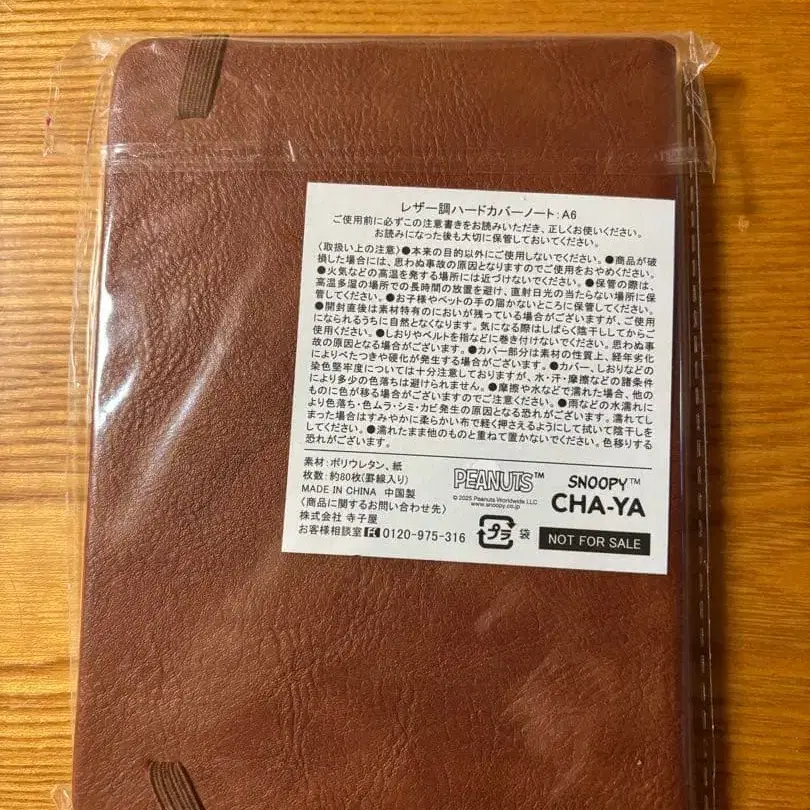 レザー調ハードカバーノート:A6
ご使用前に必ずこの注意書きをお読みいただき、正しくお使いください。
お読みになった後も大切に保管しておいてください。
〈取扱い上の注意〉●本来の目的以外にご使用しないでください。●商品が破
損した場合には、思わぬ事故の原因となりますのでご使用をおやめください。
●火気などの高温を発する場所には近づけないでください。●保管の際は、
高温多湿の場所での長時間の放置を避け、直射日光の当たらない場所に保
管してください。●お子様やペットの手の届かないところに保管してください。
●開封直後は素材特有のにおいが残っている場合がございますが、ご使用
になられるうちに自然となくなります。気になる際はしばらく陰干ししてからご
使用ください。●しおりやベルトを指などに巻き付けないでください。思わぬ事
故の原因となる場合がございます。●カバー部分は素材の性質上、経年劣化
によりべたつきや硬化が発生する場合がございます。●カバー、しおりなどの
染色堅牢度については十分注意しておりますが、水・汗・摩擦などの諸条件
により多少の色落ちは避けられません。●摩擦や水などで濡れた場合、他の
ものに色が移る場合がございますのでご注意ください。●雨などの水濡れに
より色落ち・色ムラ・シミ・カビ発生の原因となる恐れがございます。濡れてし
まった場合はすみやかに柔らかい布で軽く押さえるようにして拭いて陰干しを
してください。●濡れたまま他のものと重ねて置かないでください。色移りする
恐れがございます。
素材:ポリウレタン、紙
枚数:約80枚(罫線入り)
MADE IN CHINA 中国製
〈商品に関するお問い合わせ先〉
株式会社 寺子屋
お客様相談室 0120-975-316
PEANUTS™
© 2025 Peanuts Worldwide LLC
www.snoopy.co.jp
SNOOPY™
CHA-YA
プラ 袋
NOT FOR SALE